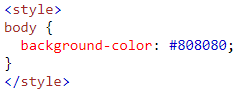 <style>
body {
  background-color: #808080;
}
</style>